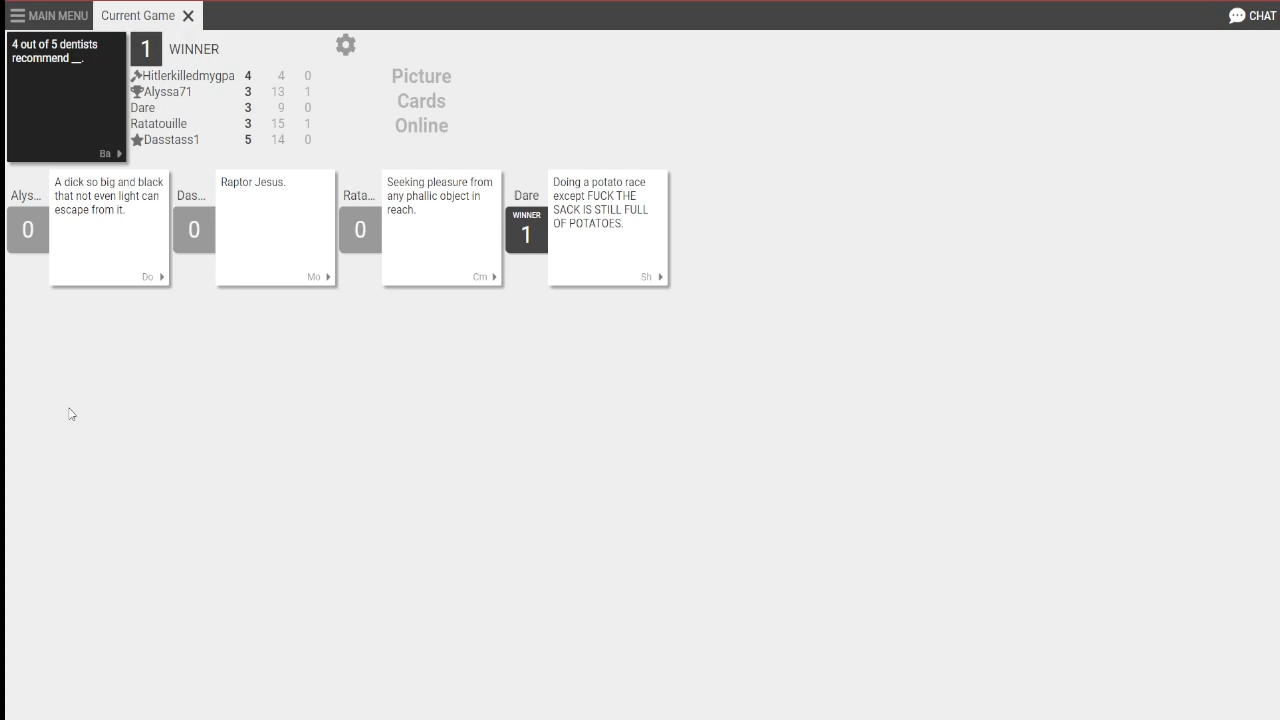 MAIN MENU
Current Game
CHAT
4 out of 5 dentists
recommend __.
Ba
1 WINNER
Hitlerkilledmygpa 4 4 0
Alyssa71 3 13 1
Dare 3 9 0
Ratatouille 3 15 1
Dasstass1 5 14 0
Picture
Cards
Online
Alys...
0
A dick so big and black
that not even light can
escape from it.
Do
Das...
0
Raptor Jesus.
Mo
Rata...
0
Seeking pleasure from
any phallic object in
reach.
Cm
Dare
WINNER
1
Doing a potato race
except FUCK THE
SACK IS STILL FULL
OF POTATOES.
Sh